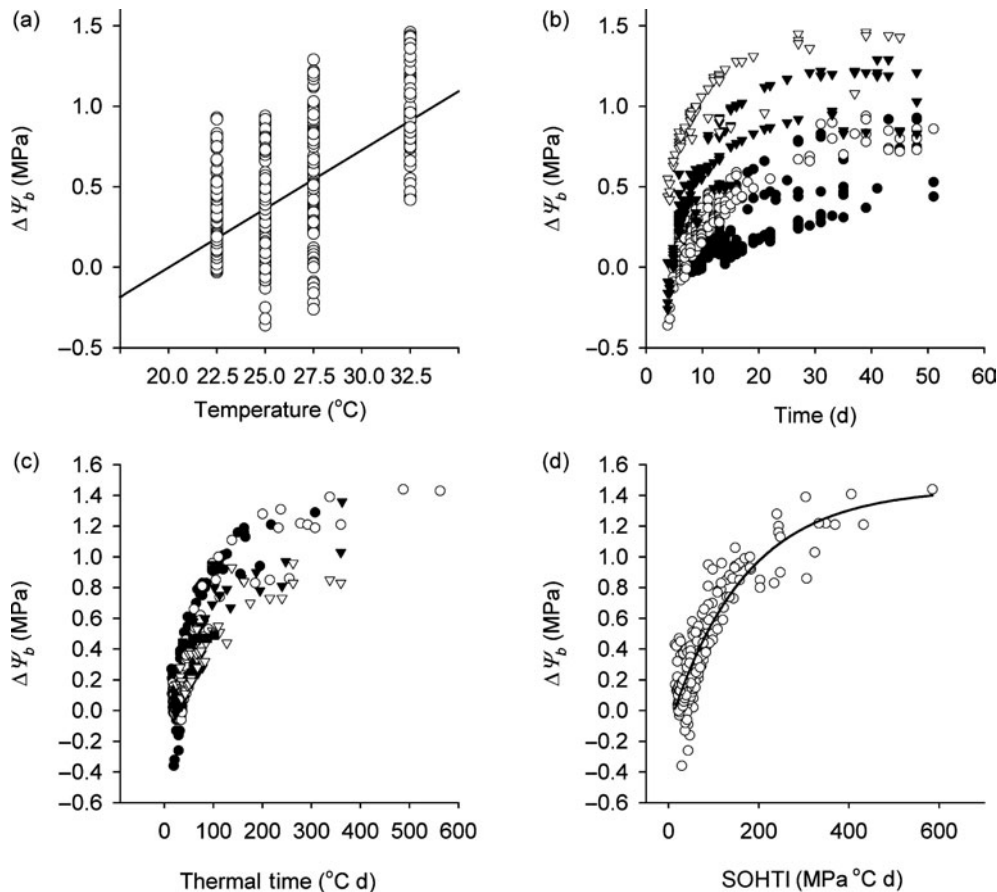 (a)
1.5
1.0
0.5
0.0
–0.5
ΔΨb (MPa)
20.0 22.5 25.0 27.5 30.0 32.5
Temperature (°C)
(b)
1.5
1.0
0.5
0.0
–0.5
ΔΨb (MPa)
0 10 20 30 40 50 60
Time (d)
(c)
1.6
1.4
1.2
1.0
0.8
0.6
0.4
0.2
0.0
–0.2
–0.4
–0.6
ΔΨb (MPa)
0 100 200 300 400 500 600
Thermal time (°C d)
(d)
1.6
1.4
1.2
1.0
0.8
0.6
0.4
0.2
0.0
–0.2
–0.4
–0.6
ΔΨb (MPa)
0 200 400 600
SOHTI (MPa °C d)